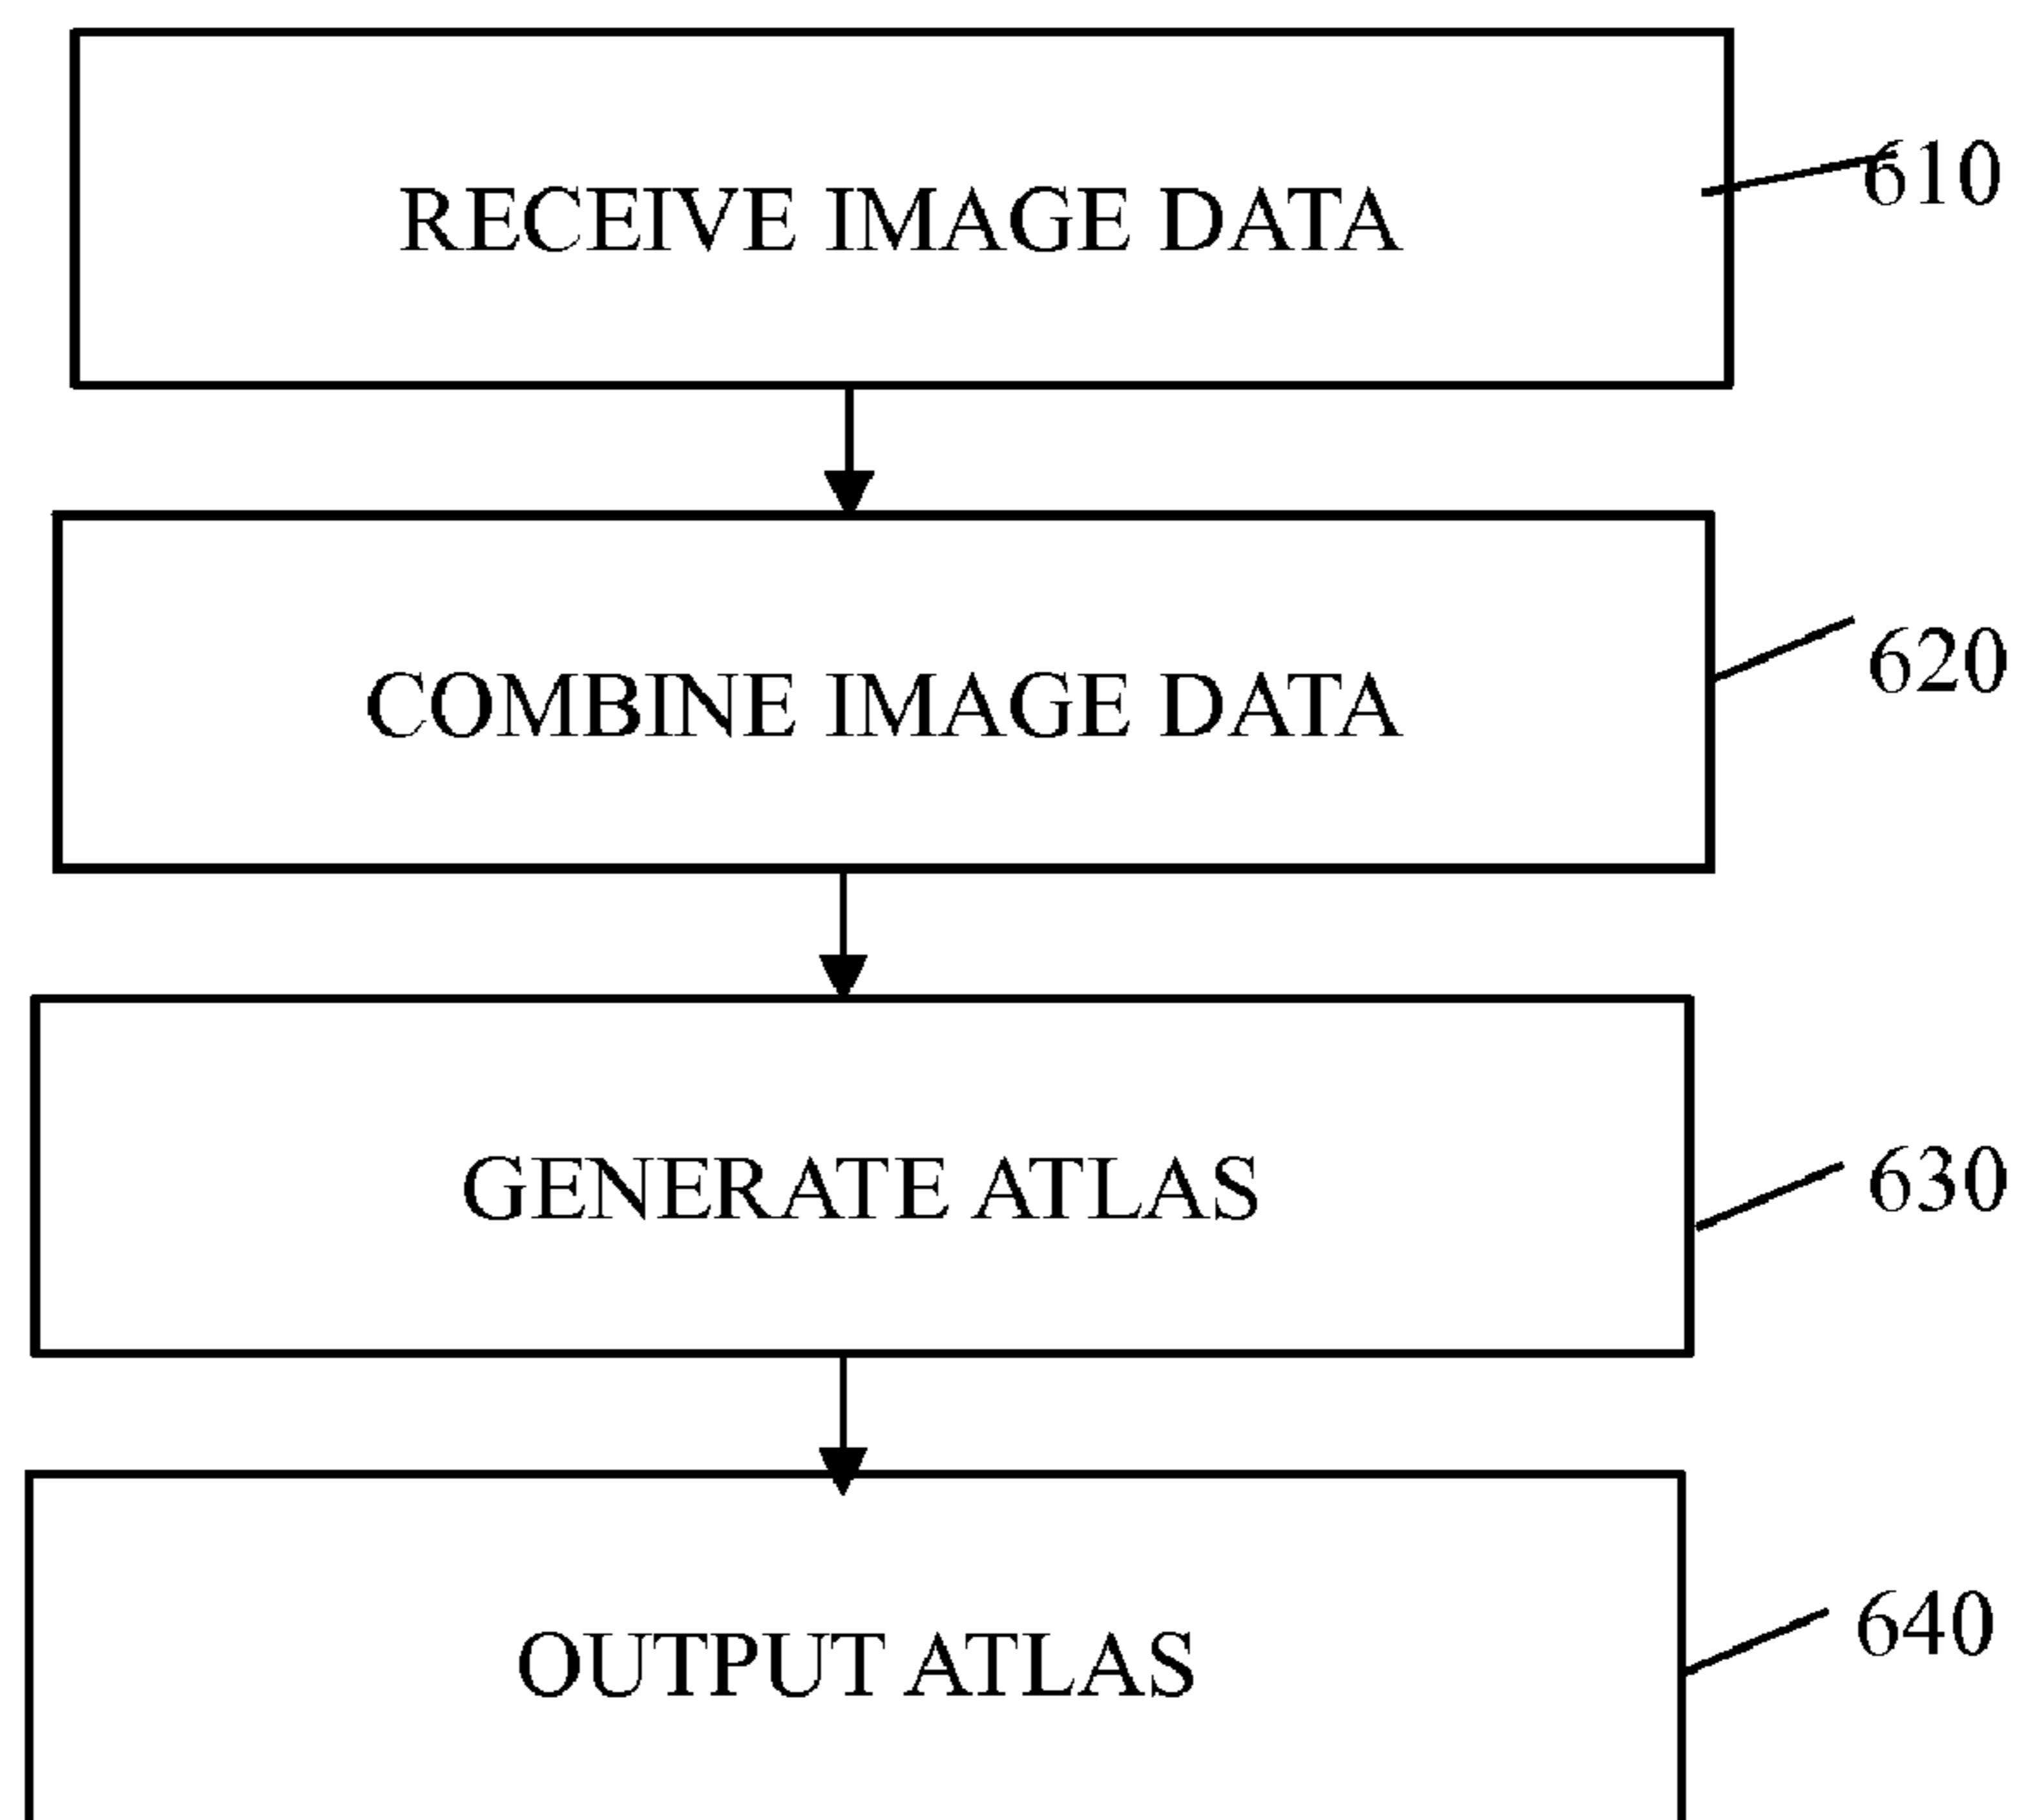 RECEIVE IMAGE DATA
610
COMBINE IMAGE DATA
620
GENERATE ATLAS
630
OUTPUT ATLAS
640